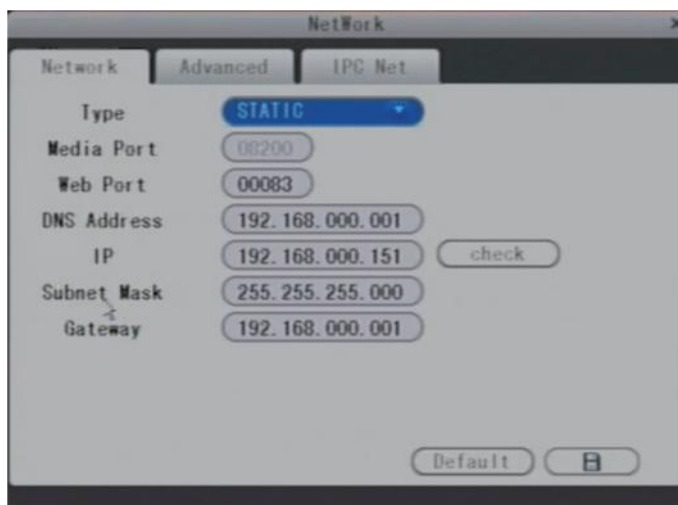 NetWork
Network Advanced IPC Net
Type STATIC
Media Port 08200
Web Port 00083
DNS Address 192.168.000.001
IP 192.168.000.151 check
Subnet Mask 255.255.255.000
Gateway 192.168.000.001
Default